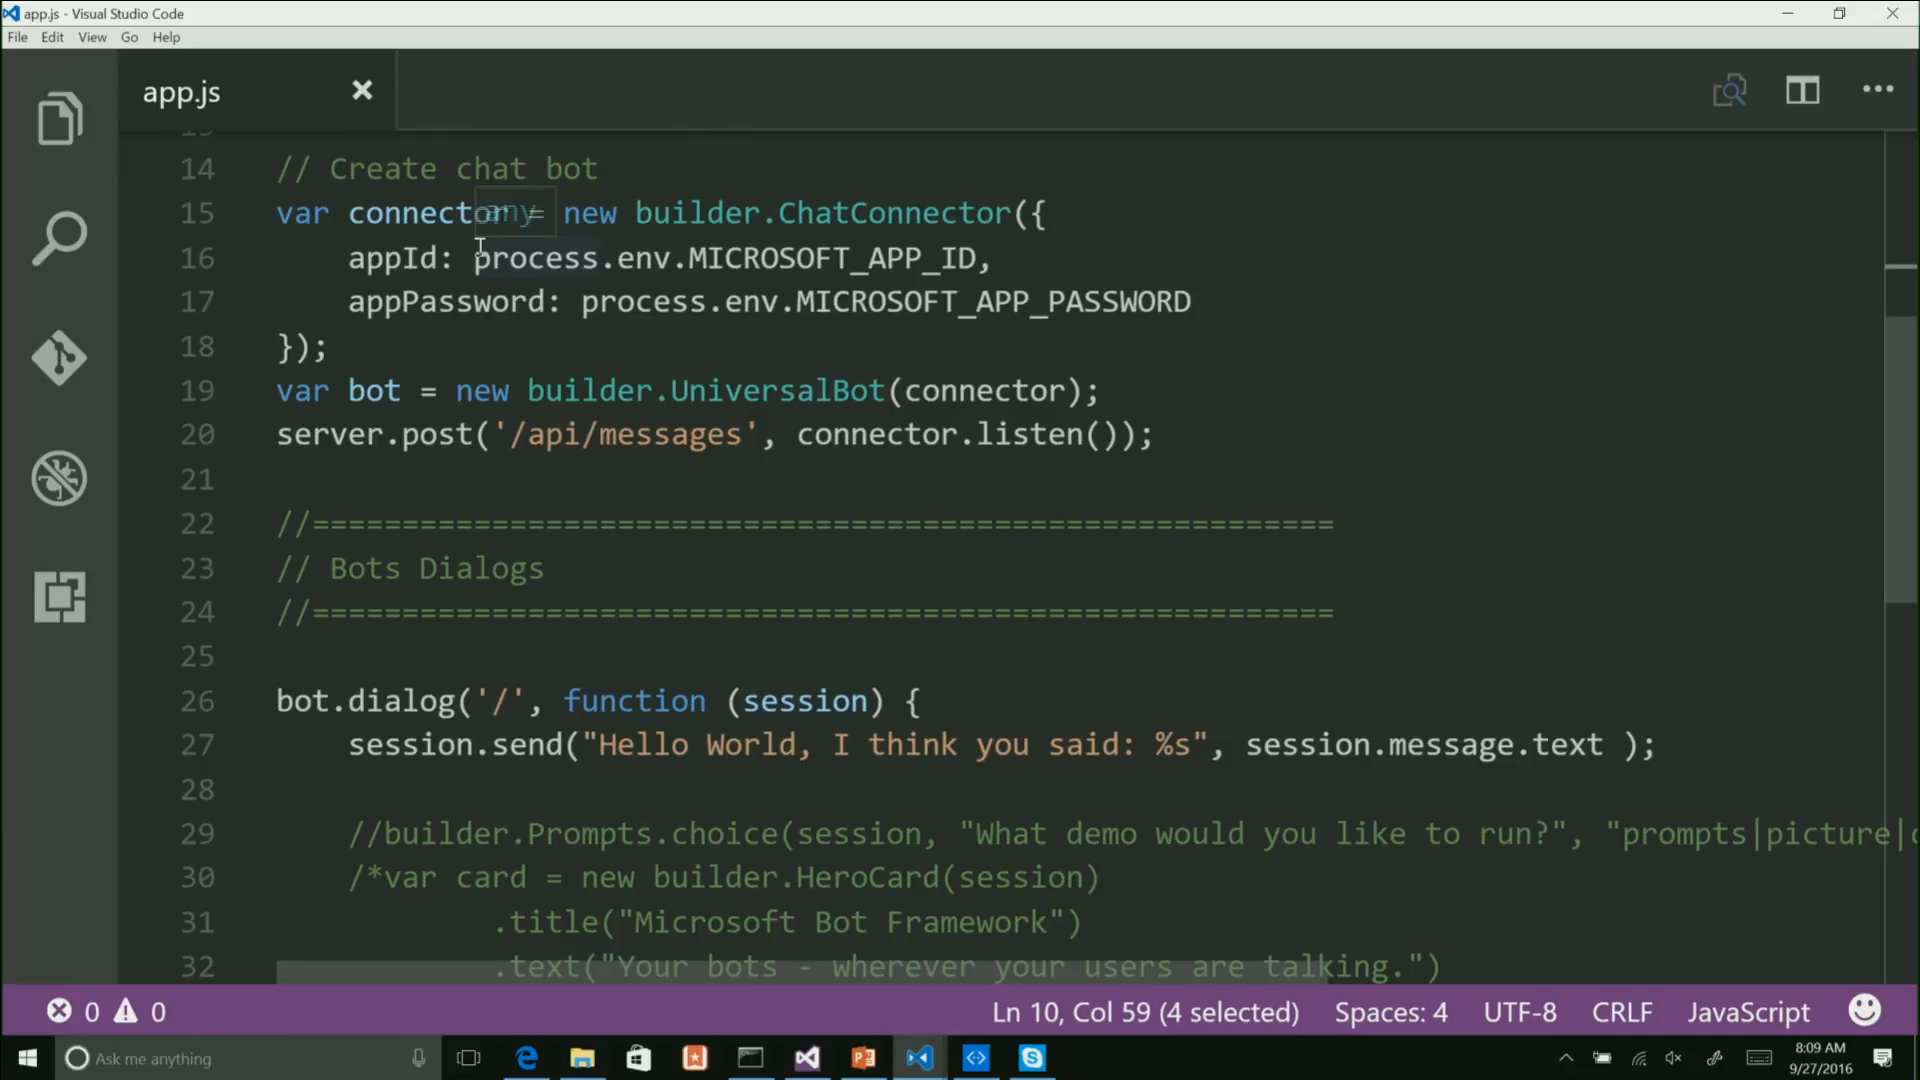 app.js - Visual Studio Code
File Edit View Go Help
app.js
14 // Create chat bot
15 var connector = new builder.ChatConnector({
any
16 appId: process.env.MICROSOFT_APP_ID,
17 appPassword: process.env.MICROSOFT_APP_PASSWORD
18 });
19 var bot = new builder.UniversalBot(connector);
20 server.post('/api/messages', connector.listen());
21
22 //=========================================================
23 // Bots Dialogs
24 //=========================================================
25
26 bot.dialog('/', function (session) {
27 session.send("Hello World, I think you said: %s", session.message.text );
28
29 //builder.Prompts.choice(session, "What demo would you like to run?", "prompts|picture|
30 /*var card = new builder.HeroCard(session)
31 .title("Microsoft Bot Framework")
32 .text("Your bots - wherever your users are talking.")
0 0 Ln 10, Col 59 (4 selected) Spaces: 4 UTF-8 CRLF JavaScript
Ask me anything
8:09 AM
9/27/2016